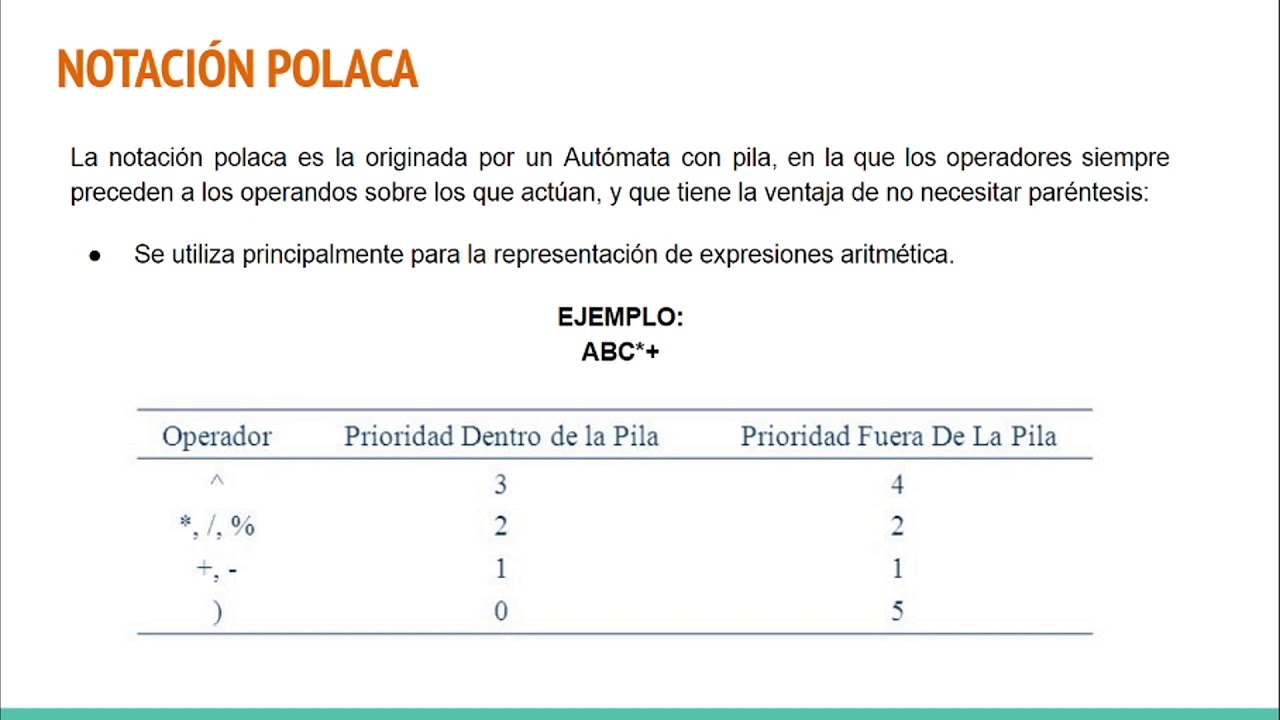 NOTACIÓN POLACA
La notación polaca es la originada por un Autómata con pila, en la que los operadores siempre
preceden a los operandos sobre los que actúan, y que tiene la ventaja de no necesitar paréntesis:
● Se utiliza principalmente para la representación de expresiones aritmética.
EJEMPLO:
ABC*+
Operador Prioridad Dentro de la Pila Prioridad Fuera De La Pila
^ 3 4
*, /, % 2 2
+, - 1 1
) 0 5